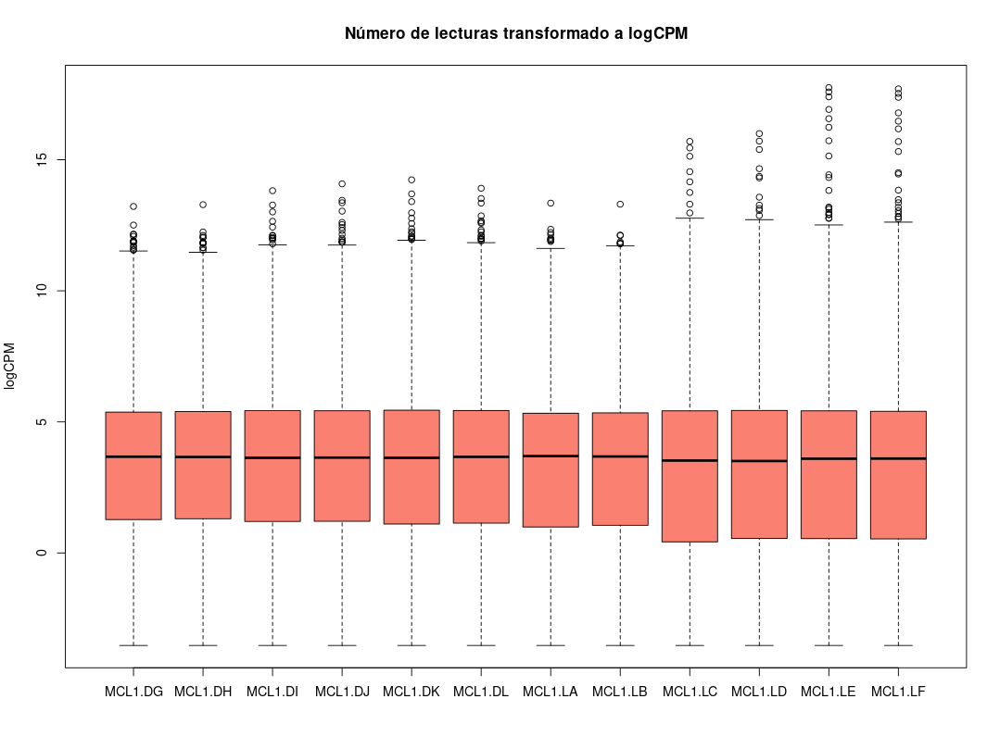 Número de lecturas transformado a logCPM
logCPM
15
10
5
0
MCL1.DG MCL1.DH MCL1.DI MCL1.DJ MCL1.DK MCL1.DL MCL1.LA MCL1.LB MCL1.LC MCL1.LD MCL1.LE MCL1.LF